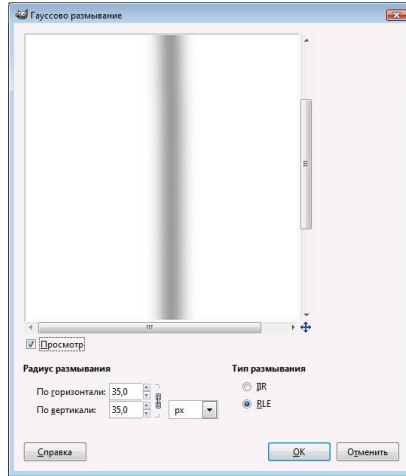 Гауссово размывание
Просмотр
Радиус размывания
Тип размывания
По горизонтали: 35,0
IIR
По вертикали: 35,0
px
RLE
Справка
OK
Отменить